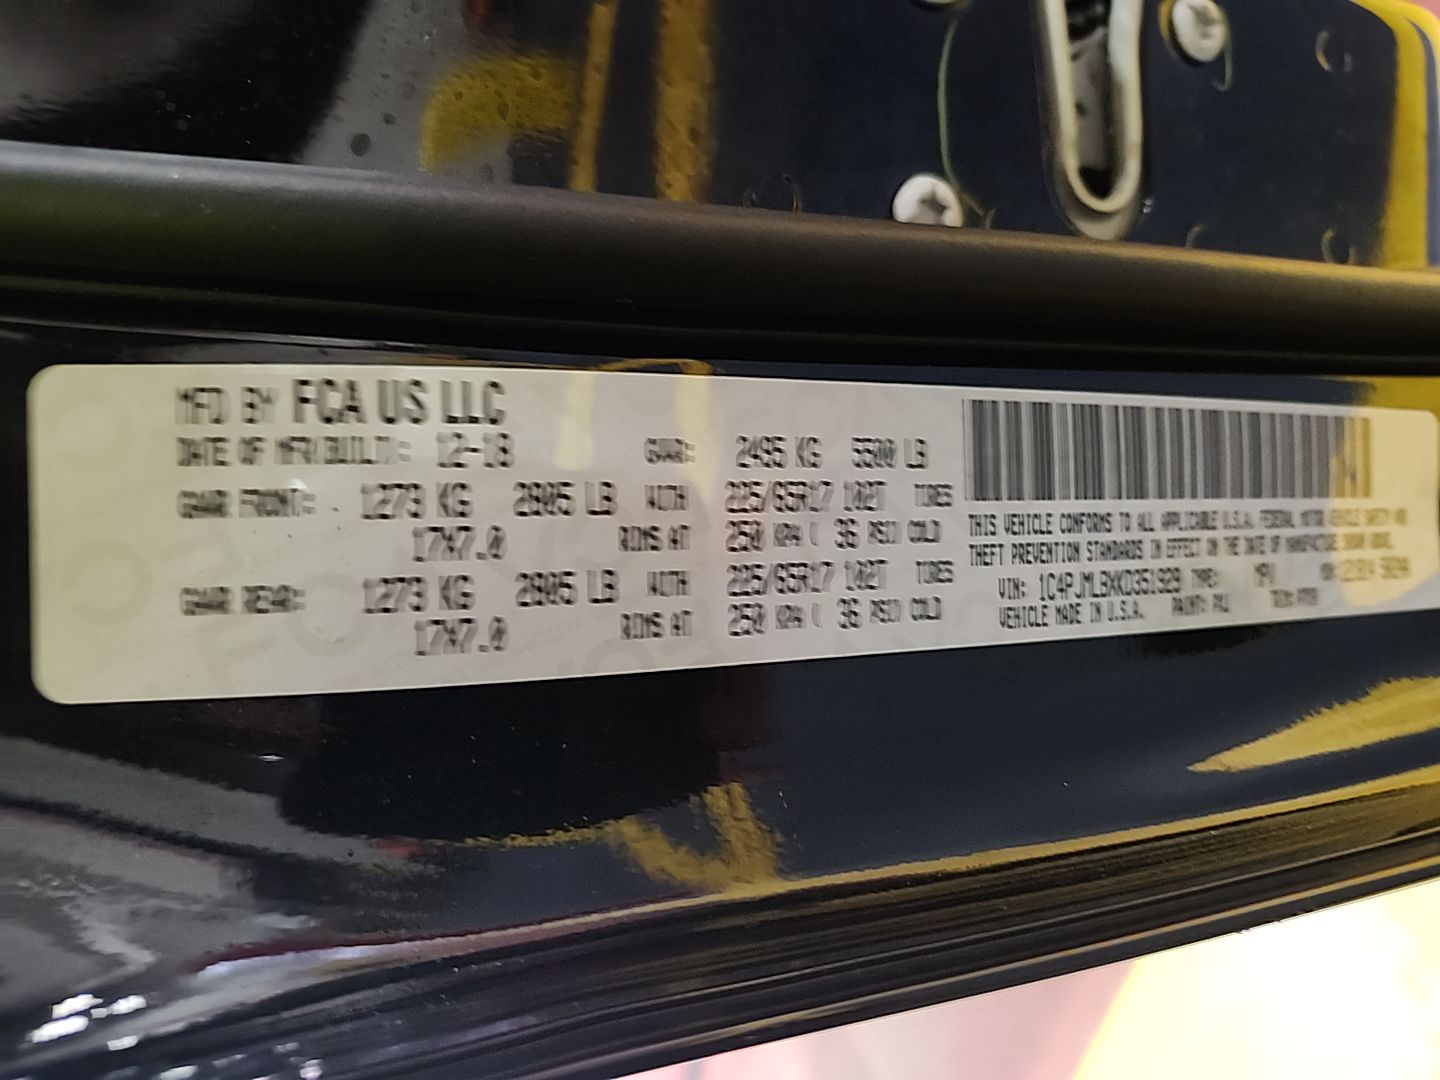 MFD BY FCA US LLC
DATE OF MFR(BUILT): 12-18 GVWR: 2495 KG 5500 LB
GAWR FRONT: 1273 KG 2805 LB WITH 225/65R17 102T TIRES
17X7.0 RIMS AT 250 KPA ( 36 PSI) COLD
GAWR REAR: 1273 KG 2805 LB WITH 225/65R17 102T TIRES
17X7.0 RIMS AT 250 KPA ( 36 PSI) COLD
THIS VEHICLE CONFORMS TO ALL APPLICABLE U.S.A. FEDERAL MOTOR VEHICLE SAFETY AND
THEFT PREVENTION STANDARDS IN EFFECT ON THE DATE OF MANUFACTURE SHOWN ABOVE.
VIN: 1C4PJMLBXKD351929 TYPE: MPV
VEHICLE MADE IN U.S.A. PAINT: